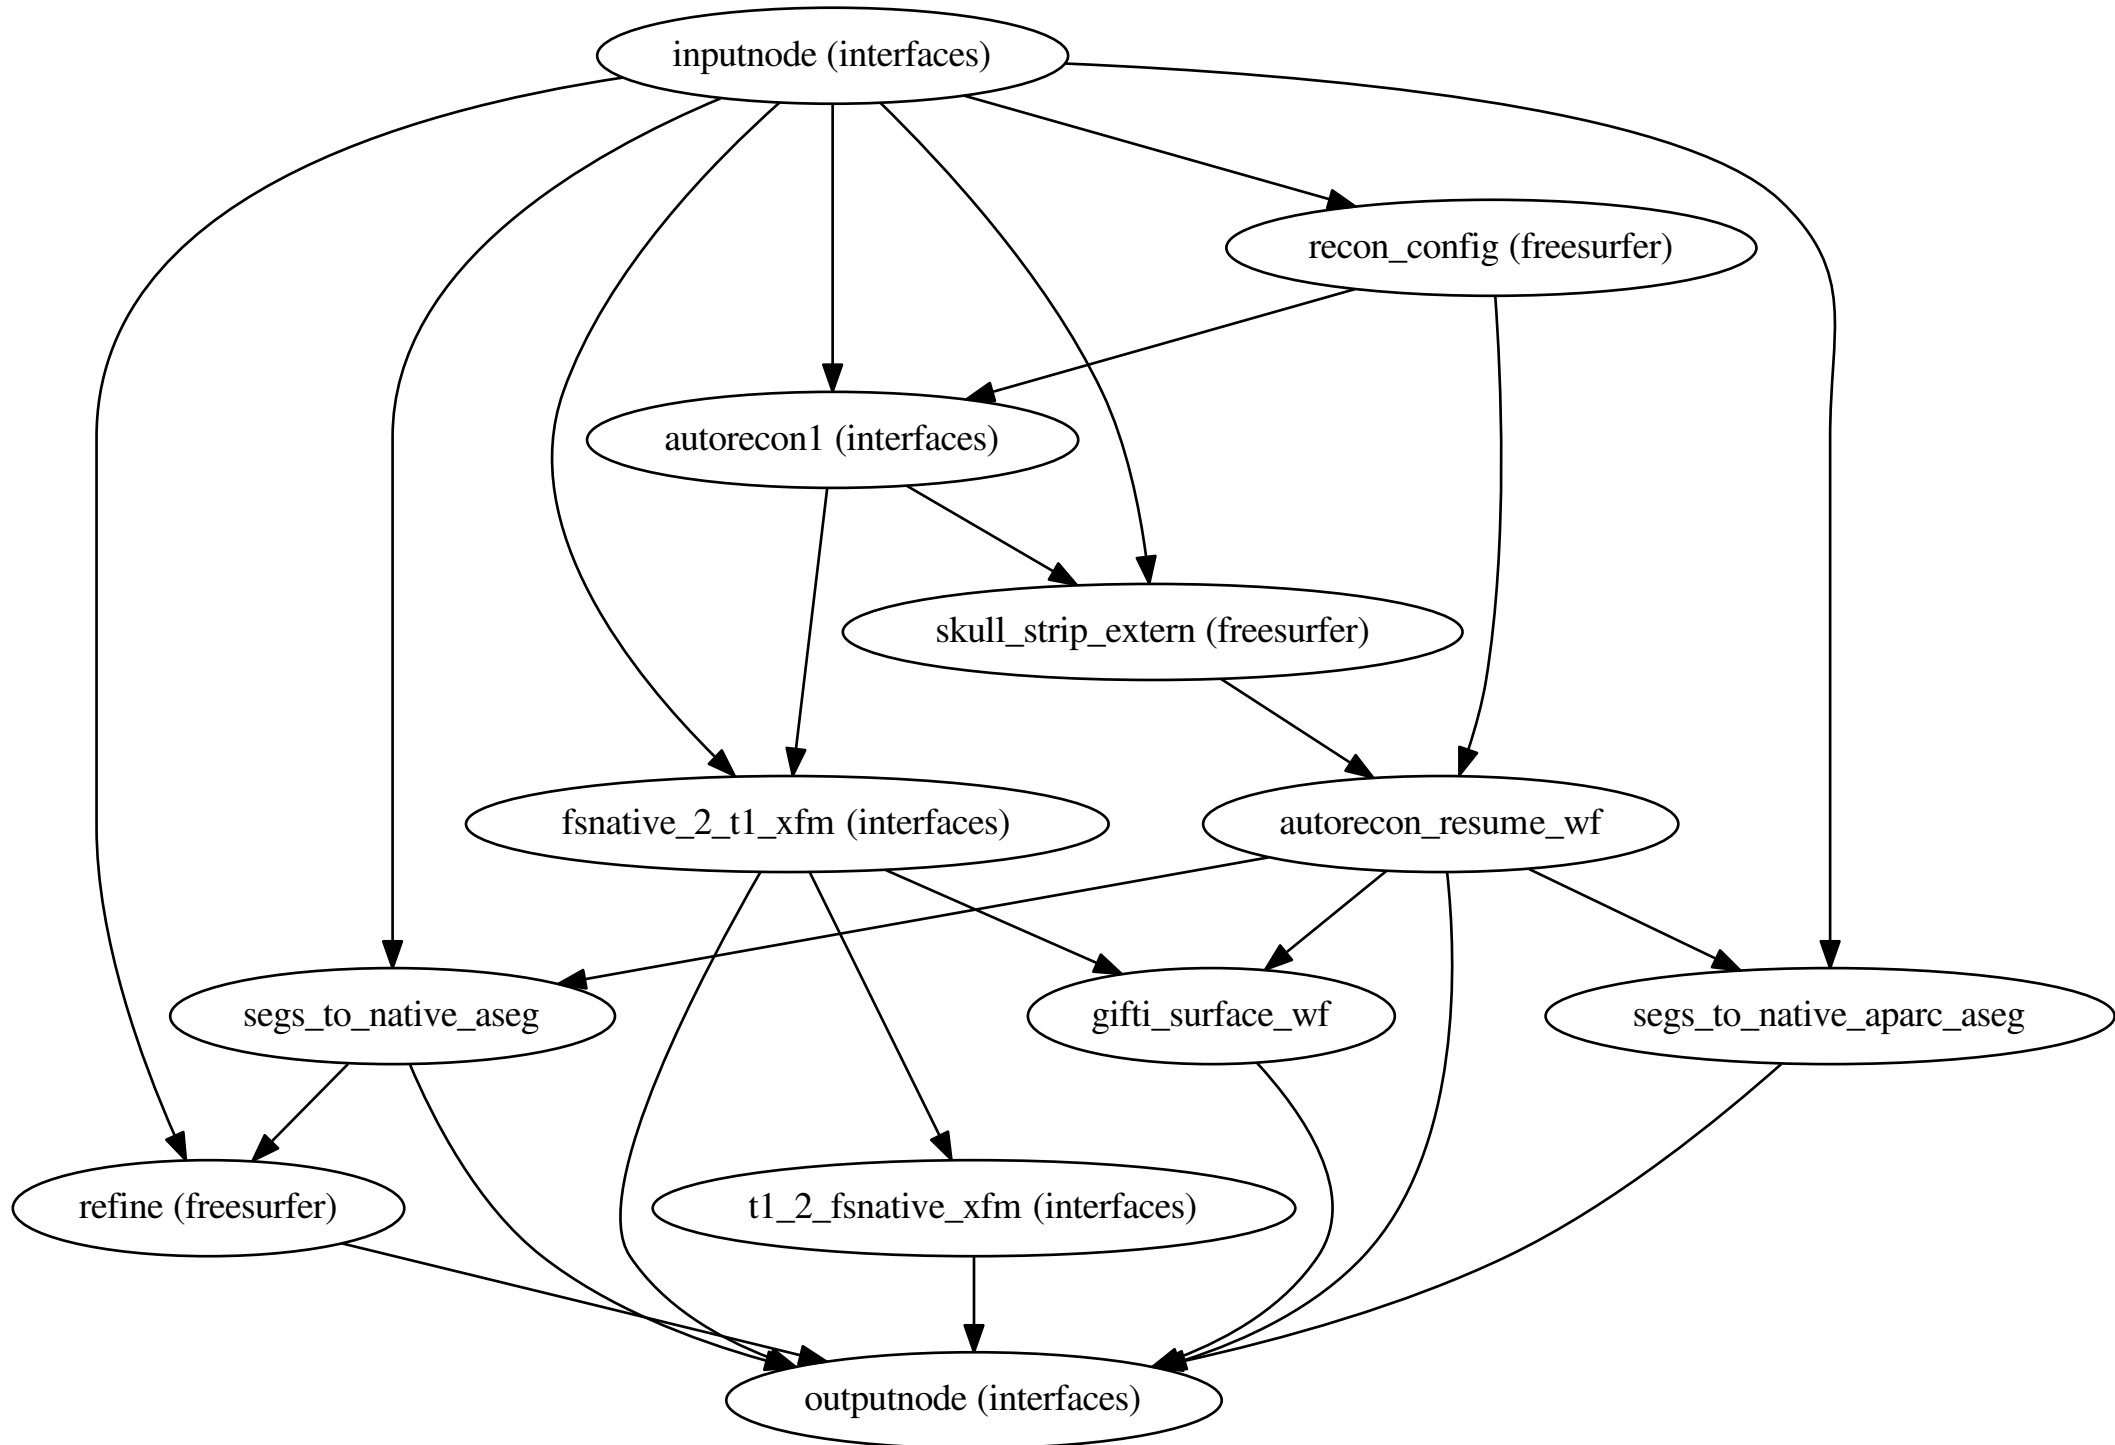 inputnode (interfaces)
recon_config (freesurfer)
autorecon1 (interfaces)
skull_strip_extern (freesurfer)
fsnative_2_t1_xfm (interfaces)
autorecon_resume_wf
segs_to_native_aseg
gifti_surface_wf
segs_to_native_aparc_aseg
refine (freesurfer)
t1_2_fsnative_xfm (interfaces)
outputnode (interfaces)